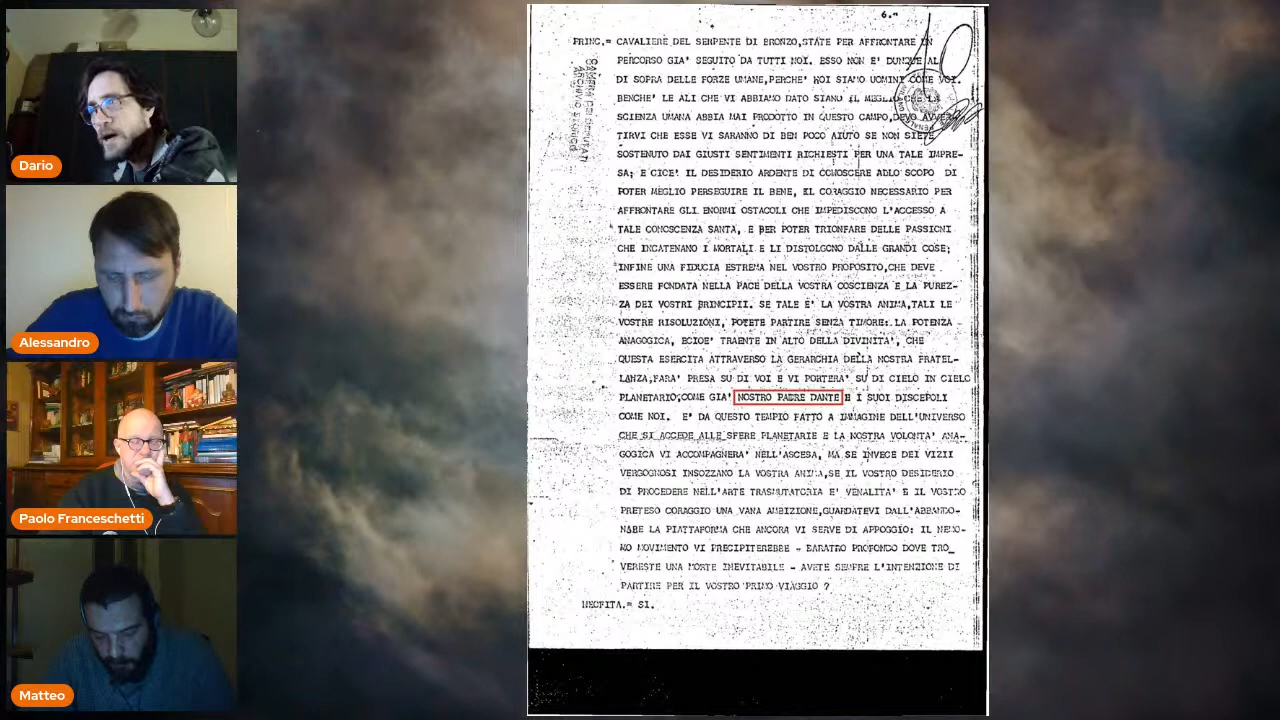 Dario
Alessandro
Paolo Franceschetti
Matteo
6.
PRINC.= CAVALIERE DEL SERPENTE DI BRONZO,STATE PER AFFRONTARE UN
PERCORSO GIA' SEGUITO DA TUTTI NOI. ESSO NON E' DUNQUE AL
DI SOPRA DELLE FORZE UMANE,PERCHE' NOI SIAMO UOMINI COME VOI.
BENCHE' LE ALI CHE VI ABBIAMO DATO SIANO IL MEGLIO CHE LA
SCIENZA UMANA ABBIA MAI PRODOTTO IN QUESTO CAMPO,DEVO AVVER-
TIRVI CHE ESSE VI SARANNO DI BEN POCO AIUTO SE NON SIETE
SOSTENUTO DAI GIUSTI SENTIMENTI RICHIESTI PER UNA TALE IMPRE-
SA; E CIOE' IL DESIDERIO ARDENTE DI CONOSCERE ADLO SCOPO DI
POTER MEGLIO PERSEGUIRE IL BENE, IL CORAGGIO NECESSARIO PER
AFFRONTARE GLI ENORMI OSTACOLI CHE IMPEDISCONO L'ACCESSO A
TALE CONOSCENZA SANTA, E PER POTER TRIONFARE DELLE PASSIONI
CHE INCATENANO I MORTALI E LI DISTOLGONO DALLE GRANDI COSE;
INFINE UNA FIDUCIA ESTREMA NEL VOSTRO PROPOSITO,CHE DEVE
ESSERE FONDATA NELLA PACE DELLA VOSTRA COSCIENZA E LA PUREZ-
ZA DEI VOSTRI PRINCIPII. SE TALE E' LA VOSTRA ANIMA,TALI LE
VOSTRE RISOLUZIONI, POTETE PARTIRE SENZA TIMORE: LA POTENZA
ANAGOGICA, ECIOE' TRAENTE IN ALTO DELLA DIVINITA', CHE
QUESTA ESERCITA ATTRAVERSO LA GERARCHIA DELLA NOSTRA FRATEL-
LANZA,FARA' PRESA SU DI VOI E VI PORTERA' SU DI CIELO IN CIELO
PLANETARIO,COME GIA' NOSTRO PADRE DANTE E I SUOI DISCEPOLI
COME NOI. E' DA QUESTO TEMPIO FATTO A IMMAGINE DELL'UNIVERSO
CHE SI ACCEDE ALLE SFERE PLANETARIE E LA NOSTRA VOLONTA' ANA-
GOGICA VI ACCOMPAGNERA' NELL'ASCESA, MA SE INVECE DEI VIZII
VERGOGNOSI INSOZZANO LA VOSTRA ANIMA,SE IL VOSTRO DESIDERIO
DI PROCEDERE NELL'ARTE TRASMUTATORIA E' VENALITA' E IL VOSTRO
PRETESO CORAGGIO UNA VANA AMBIZIONE,GUARDATEVI DALL'ABBANDO-
NARE LA PIATTAFORMA CHE ANCORA VI SERVE DI APPOGGIO: IL MENO-
MO MOVIMENTO VI PRECIPITEREBBE - BARATRO PROFONDO DOVE TRO_
VERESTE UNA MORTE INEVITABILE - AVETE SEMPRE L'INTENZIONE DI
PARTIRE PER IL VOSTRO PRIMO VIAGGIO ?
NEOFITA.= SI.
CAMERA DEI DEPUTATI